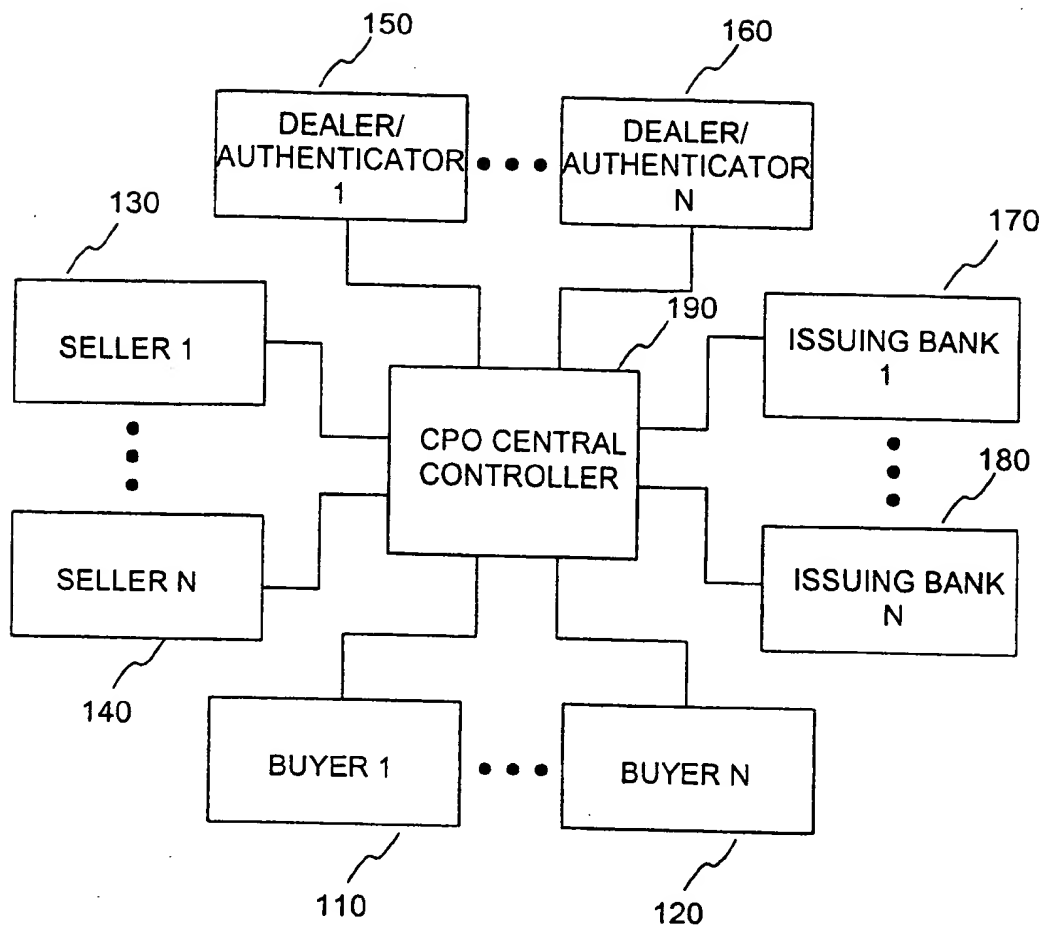 150
160
DEALER/
AUTHENTICATOR
1
DEALER/
AUTHENTICATOR
N
130
170
190
SELLER 1
ISSUING BANK
1
CPO CENTRAL
CONTROLLER
180
SELLER N
ISSUING BANK
N
140
BUYER 1
BUYER N
110
120